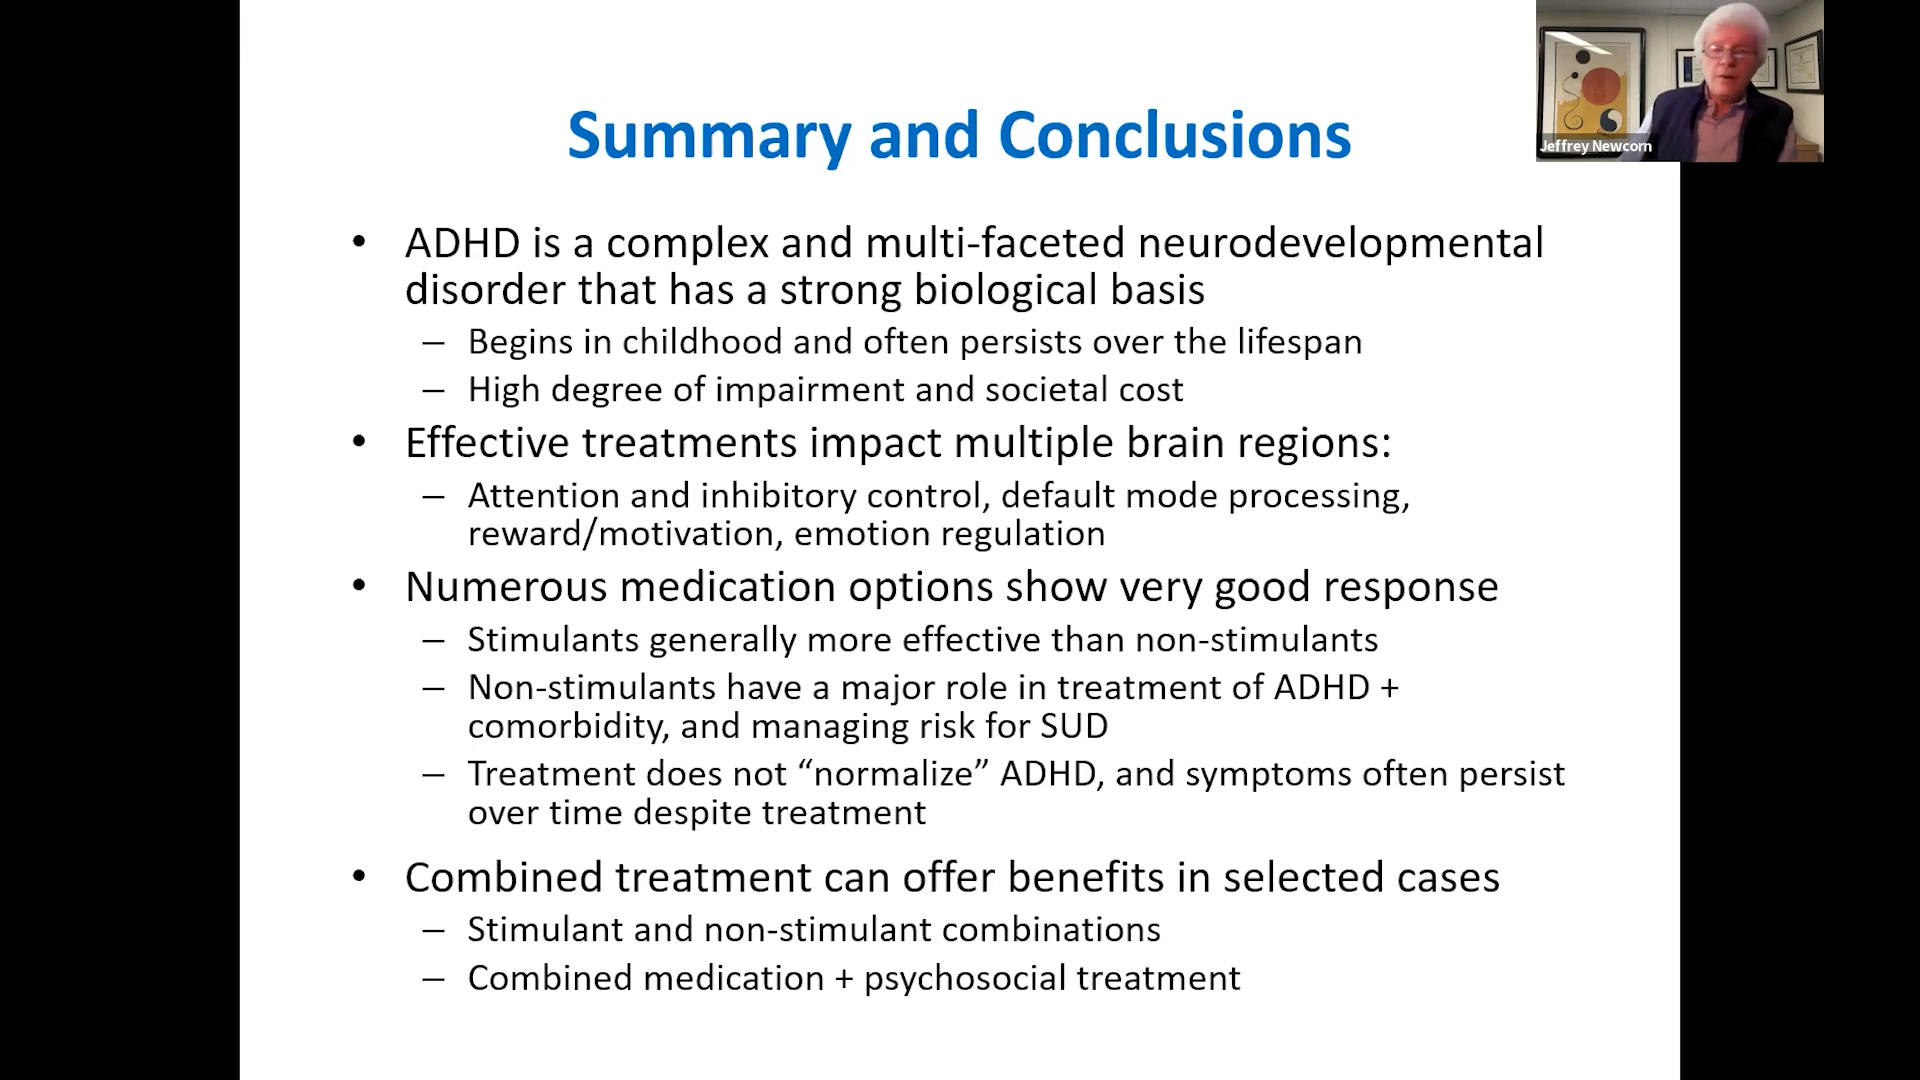 Summary and Conclusions
Jeffrey Newcorn
• ADHD is a complex and multi-faceted neurodevelopmental
disorder that has a strong biological basis
– Begins in childhood and often persists over the lifespan
– High degree of impairment and societal cost
• Effective treatments impact multiple brain regions:
– Attention and inhibitory control, default mode processing,
reward/motivation, emotion regulation
• Numerous medication options show very good response
– Stimulants generally more effective than non-stimulants
– Non-stimulants have a major role in treatment of ADHD +
comorbidity, and managing risk for SUD
– Treatment does not “normalize” ADHD, and symptoms often persist
over time despite treatment
• Combined treatment can offer benefits in selected cases
– Stimulant and non-stimulant combinations
– Combined medication + psychosocial treatment